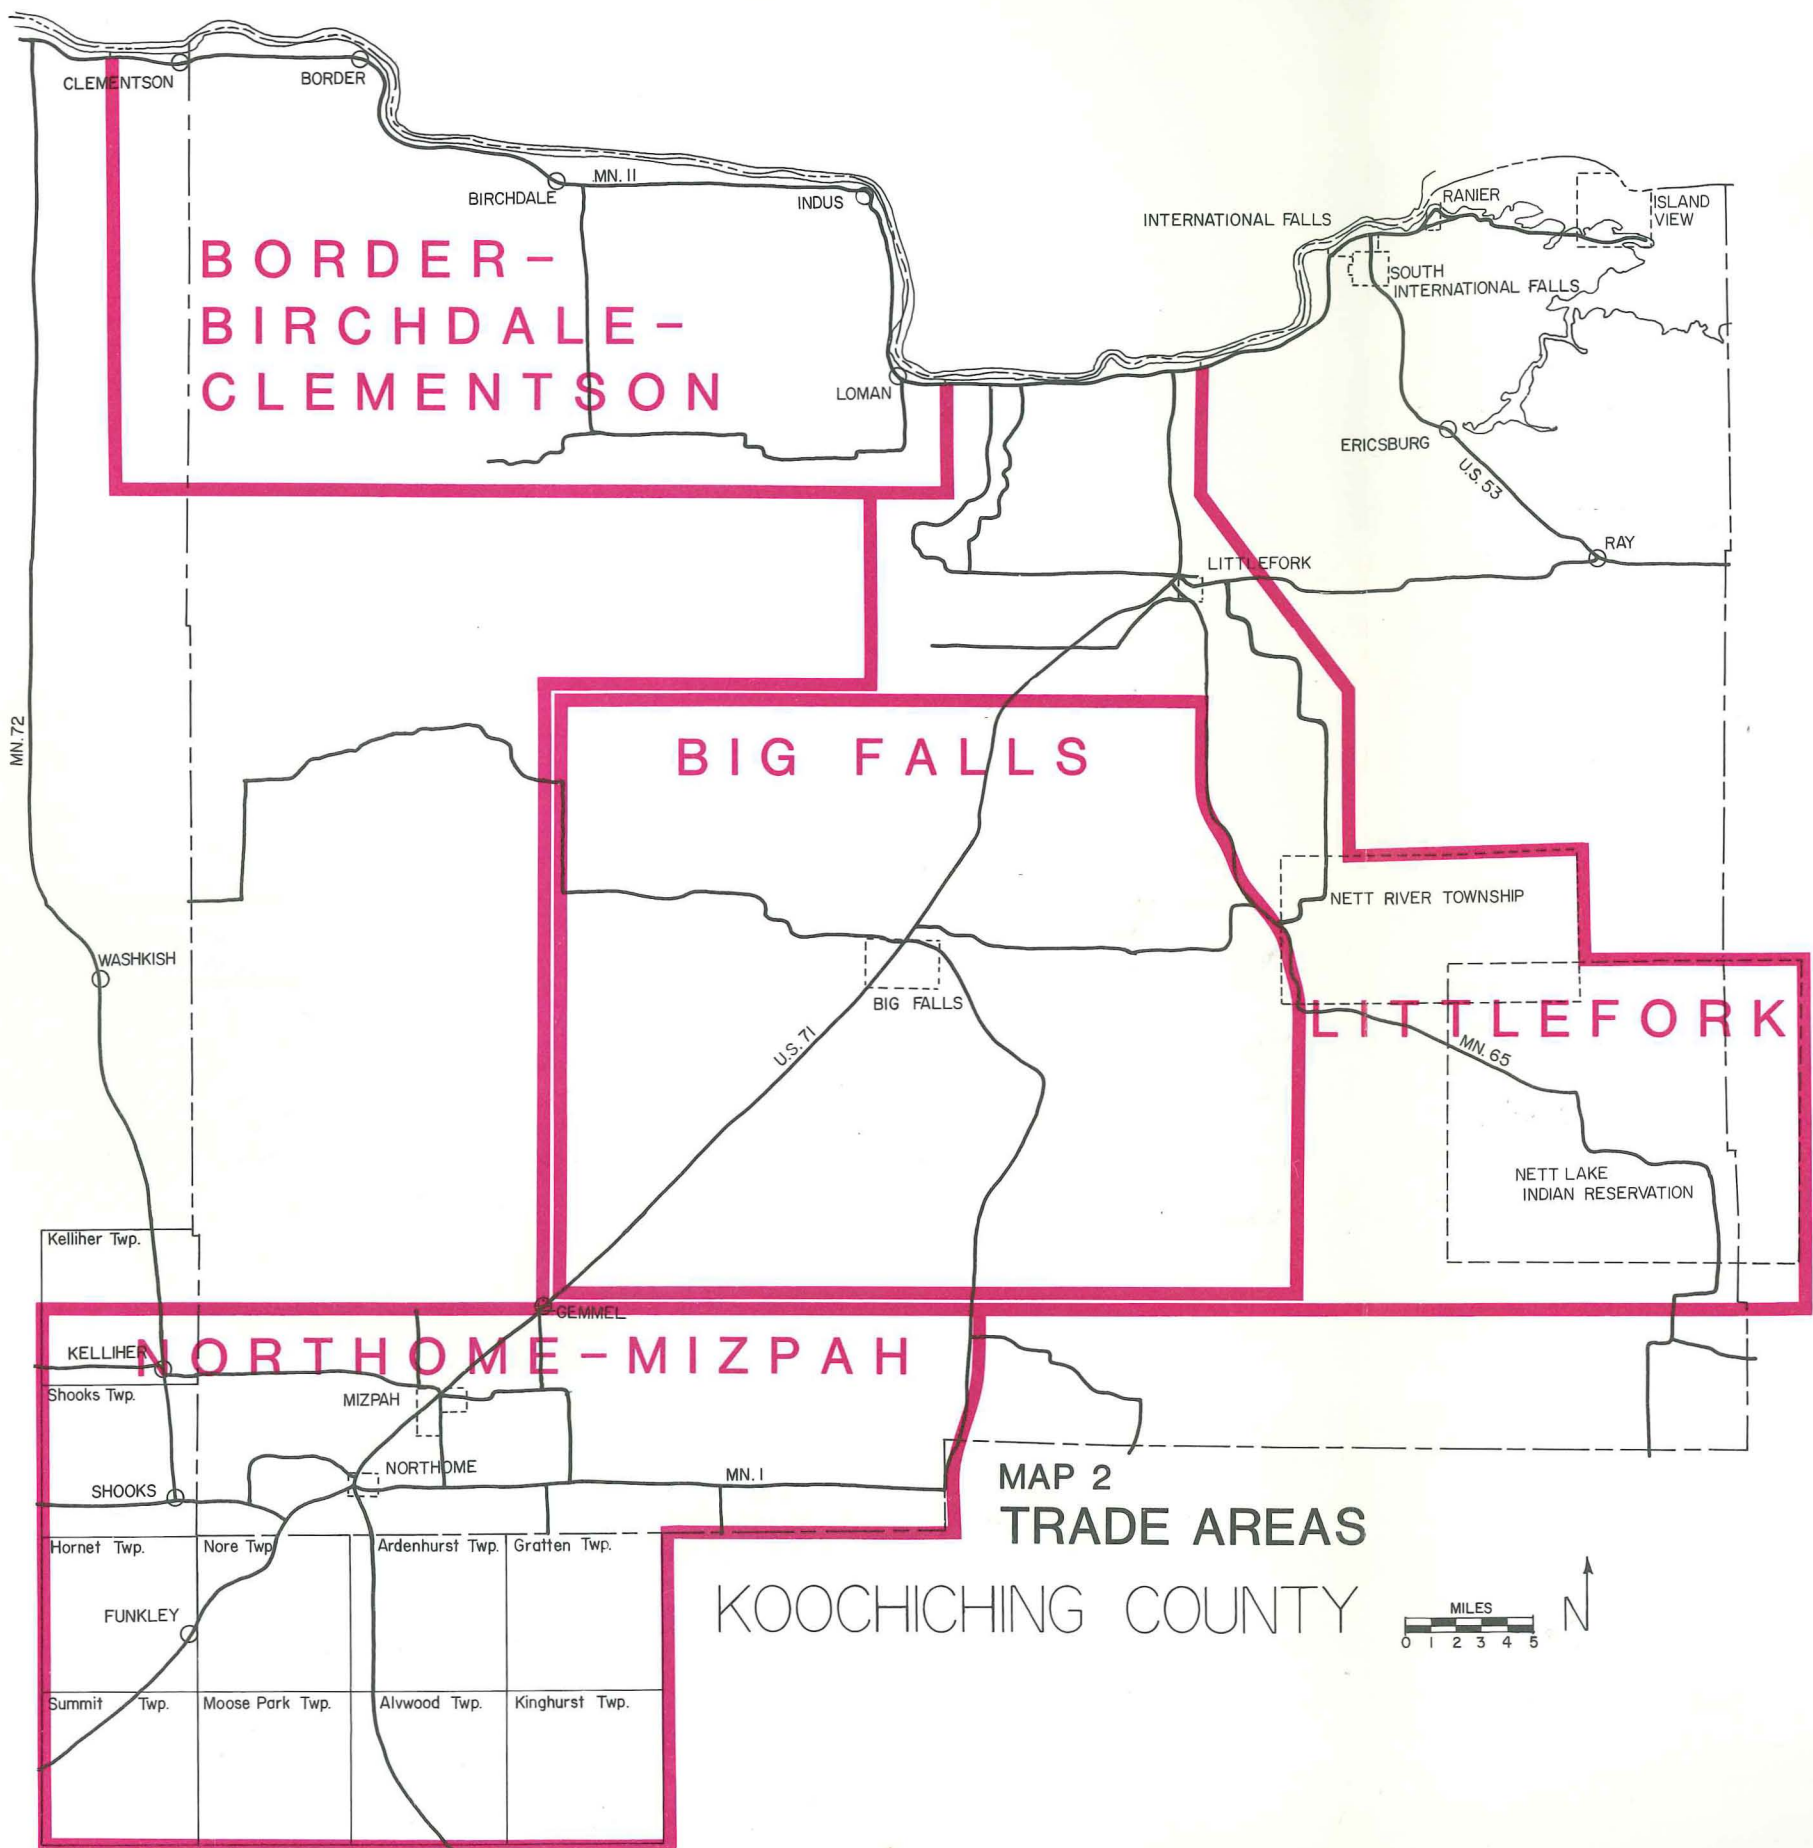 CLEMENTSON
BORDER
BIRCHDALE
MN. 11
INDUS
INTERNATIONAL FALLS
RANIER
ISLAND
VIEW
SOUTH
INTERNATIONAL FALLS
BORDER-
BIRCHDALE-
CLEMENTSON
LOMAN
ERICSBURG
U.S. 53
RAY
LITTLEFORK
MN. 72
BIG FALLS
NETT RIVER TOWNSHIP
WASHKISH
BIG FALLS
LITTLEFORK
U.S. 71
MN. 65
NETT LAKE
INDIAN RESERVATION
Kelliher Twp.
GEMMEL
NORTHOME-MIZPAH
KELLIHER
Shooks Twp.
MIZPAH
NORTHOME
MN. 1
SHOOKS
Hornet Twp.
Nore Twp
Ardenhurst Twp.
Gratten Twp.
FUNKLEY
Summit Twp.
Moose Park Twp.
Alvwood Twp.
Kinghurst Twp.
MAP 2
TRADE AREAS
KOOCHICHING COUNTY
MILES
0 1 2 3 4 5
N